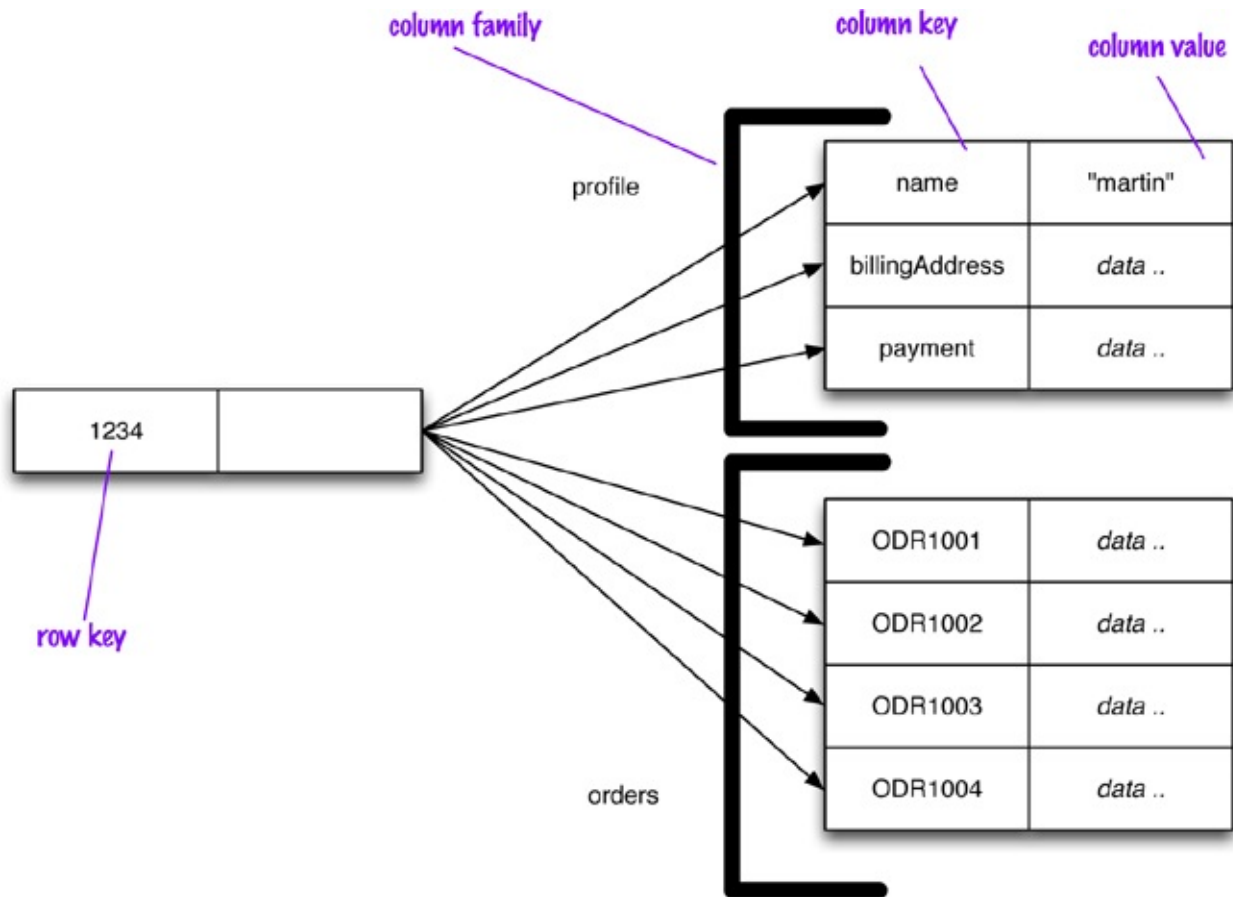 column family
column key
column value
profile
name
"martin"
billingAddress
data ..
payment
data ..
1234
row key
ODR1001
data ..
ODR1002
data ..
ODR1003
data ..
orders
ODR1004
data ..